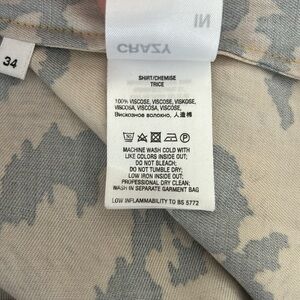 IN
CRAZY
34
SHIRT/CHEMISE
TRICE
100% VISCOSE, VISCOSE, VISKOSE,
VISCOSA, VISCOSA, VISCOSE,
Вискозное волокно, 人造棉
MACHINE WASH COLD WITH
LIKE COLORS INSIDE OUT;
DO NOT BLEACH;
DO NOT TUMBLE DRY;
LOW IRON INSIDE OUT;
PROFESSIONAL DRY CLEAN;
WASH IN SEPARATE GARMENT BAG
LOW INFLAMMABILITY TO BS 5772